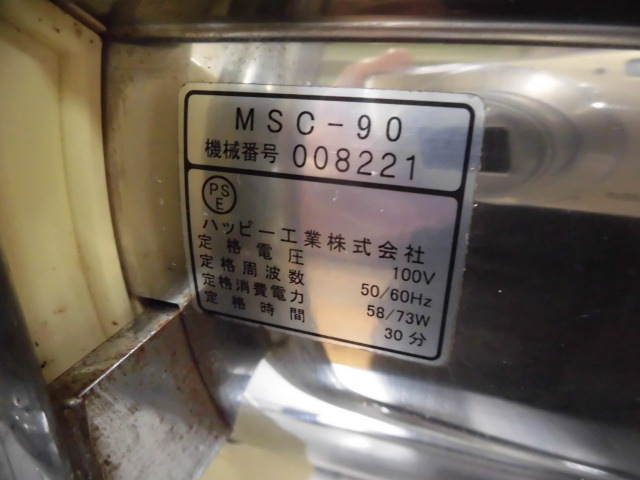 MSC-90
機械番号 008221
PS
E
ハッピー工業株式会社
定格電圧 100V
定格周波数 50/60Hz
定格消費電力 58/73W
定格時間 30分